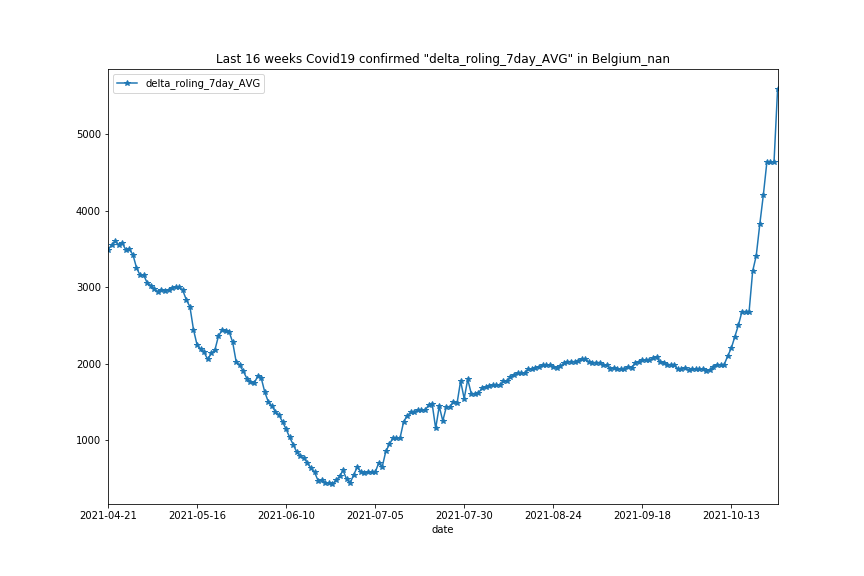 Last 16 weeks Covid19 confirmed "delta_roling_7day_AVG" in Belgium_nan
delta_roling_7day_AVG
5000
4000
3000
2000
1000
2021-04-21 2021-05-16 2021-06-10 2021-07-05 2021-07-30 2021-08-24 2021-09-18 2021-10-13
date